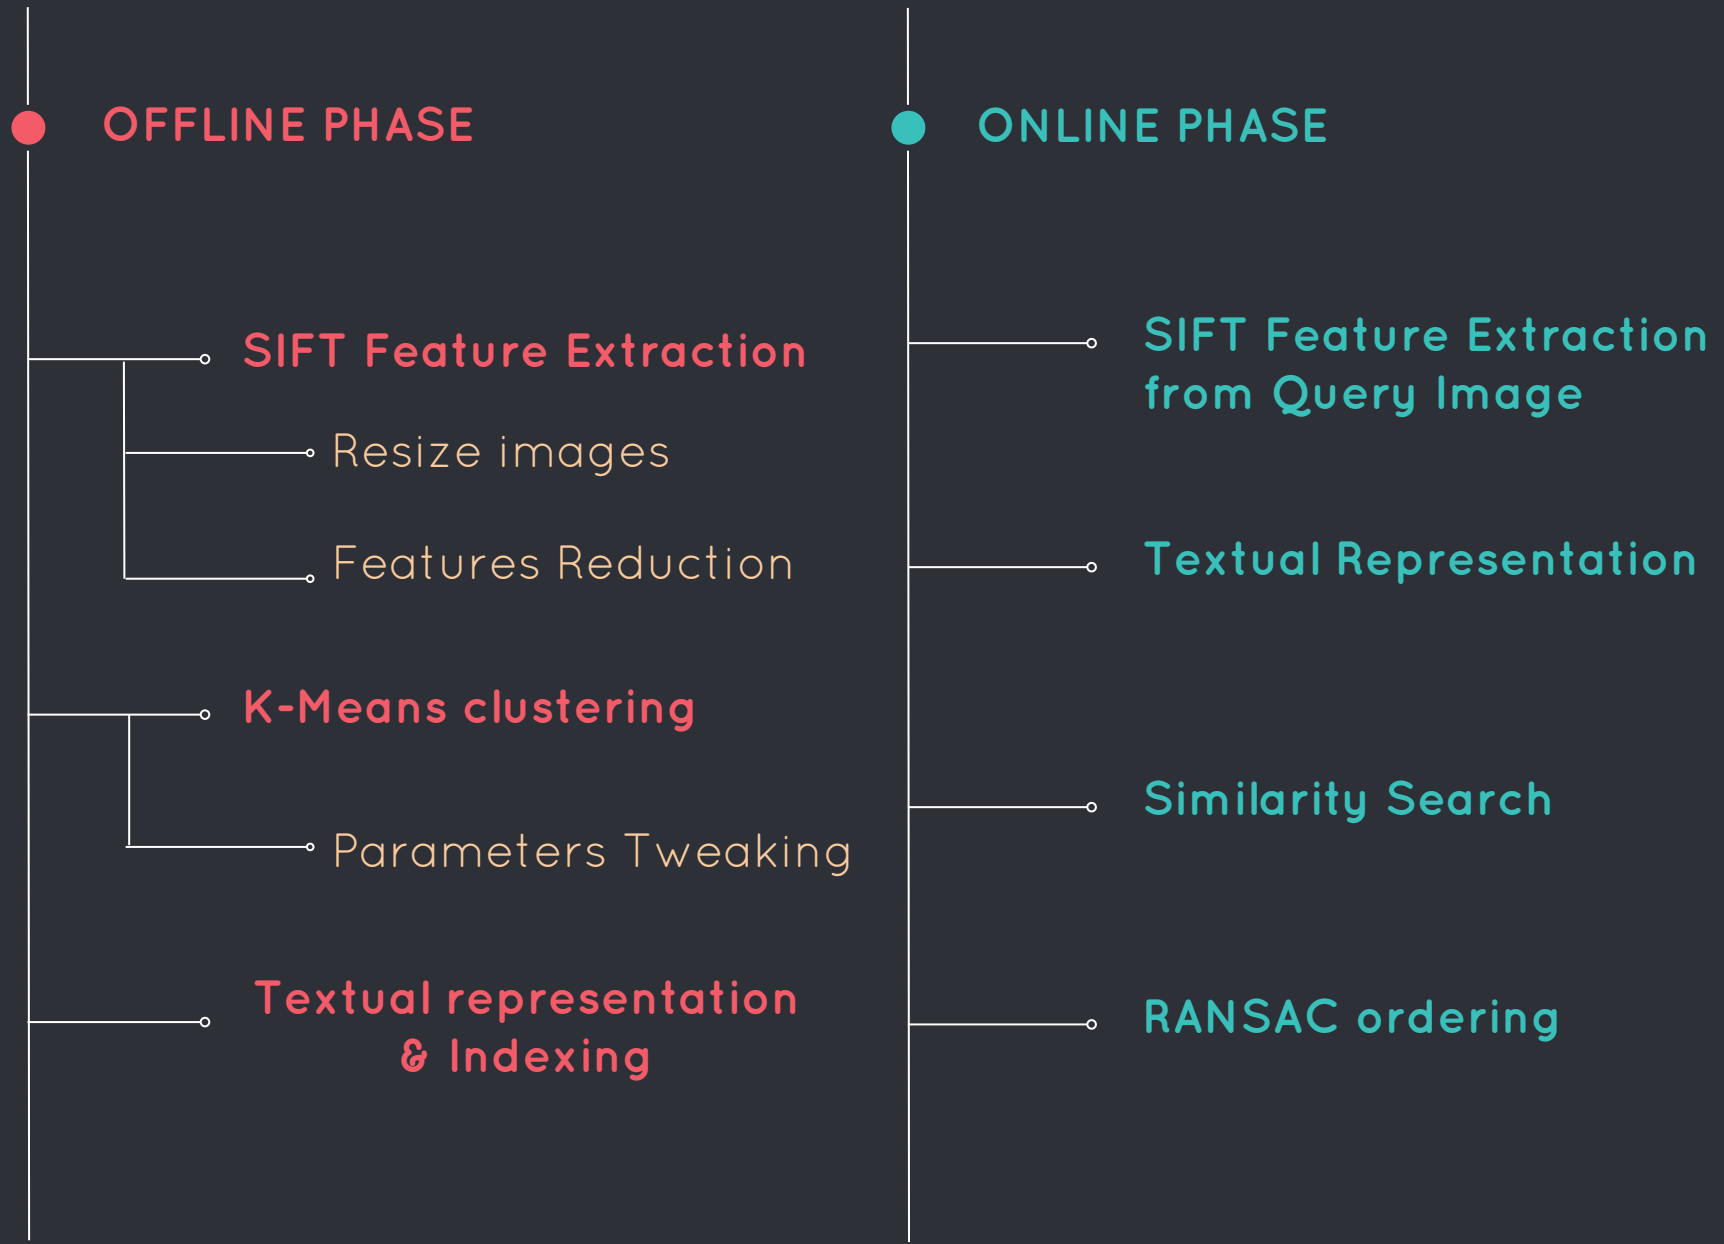 OFFLINE PHASE
SIFT Feature Extraction
Resize images
Features Reduction
K-Means clustering
Parameters Tweaking
Textual representation
& Indexing
ONLINE PHASE
SIFT Feature Extraction
from Query Image
Textual Representation
Similarity Search
RANSAC ordering